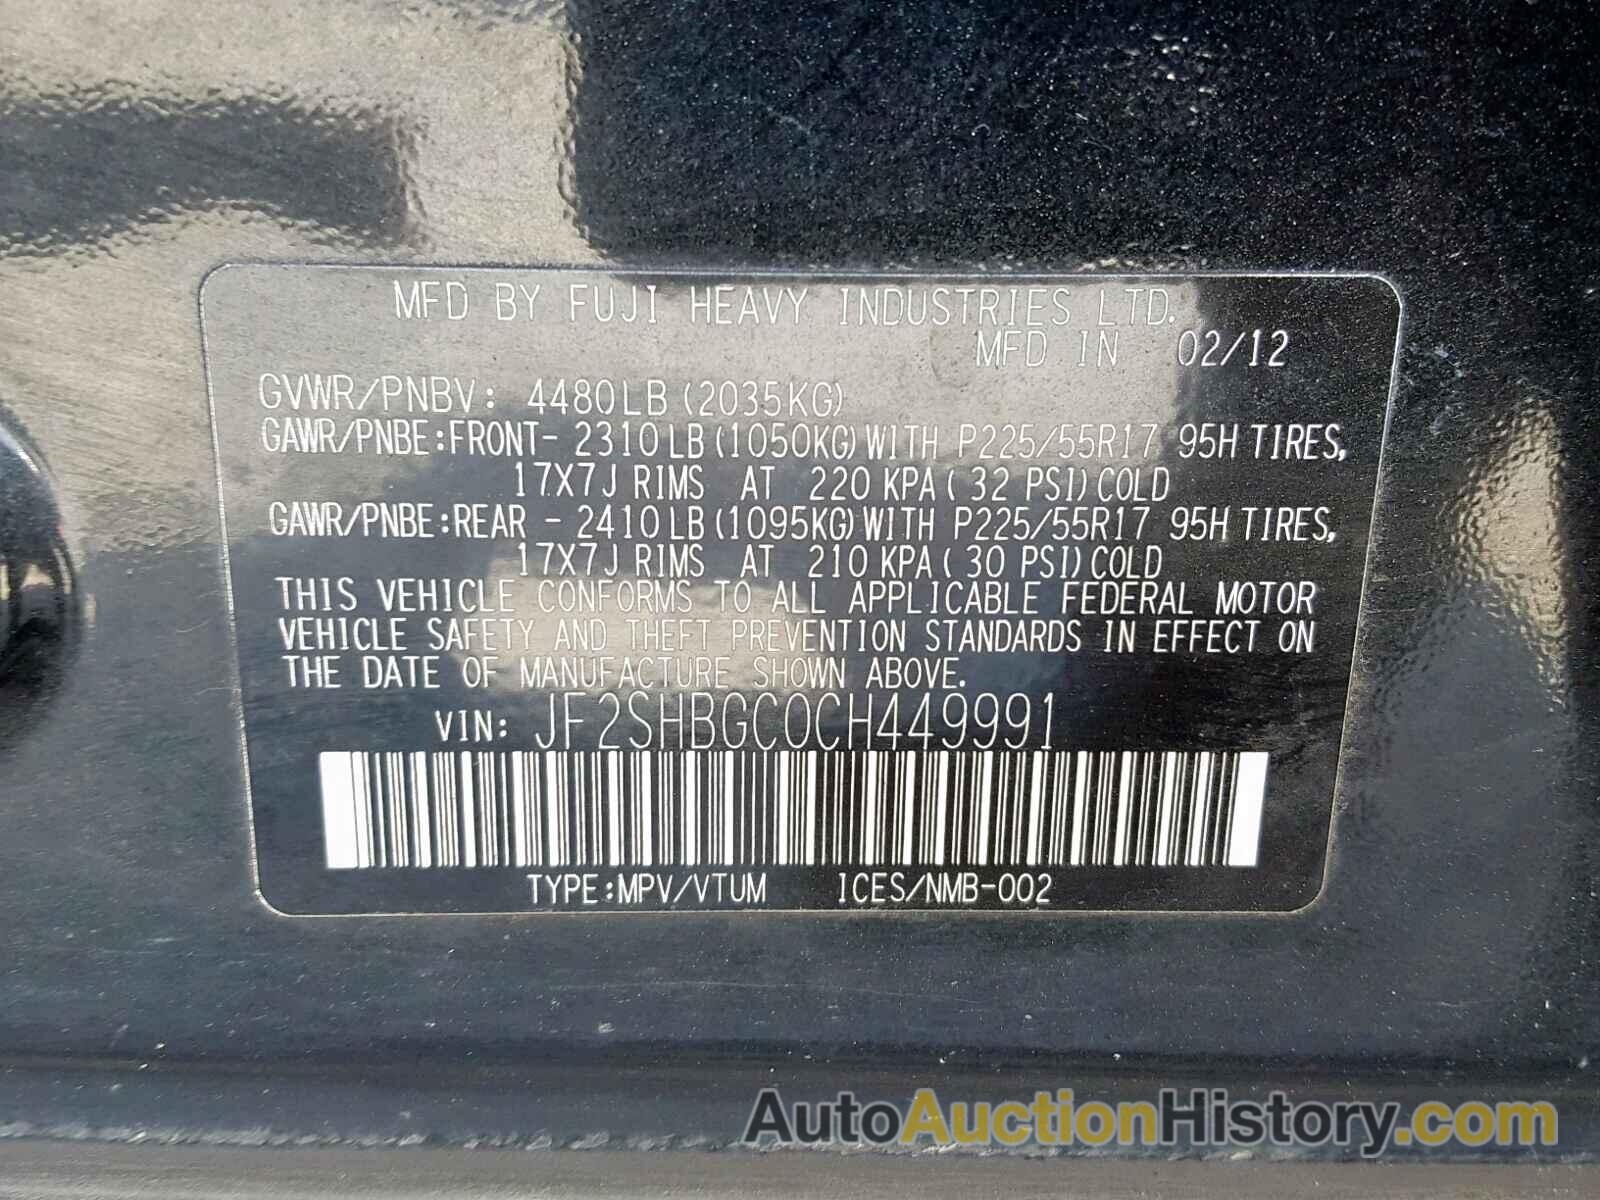 MFD BY FUJI HEAVY INDUSTRIES LTD.
MFD IN 02/12
GVWR/PNBV: 4480LB (2035KG)
GAWR/PNBE:FRONT- 2310LB(1050KG)WITH P225/55R17 95H TIRES,
17X7J RIMS AT 220 KPA( 32 PSI)COLD
GAWR/PNBE:REAR - 2410LB(1095KG)WITH P225/55R17 95H TIRES,
17X7J RIMS AT 210 KPA( 30 PSI)COLD
THIS VEHICLE CONFORMS TO ALL APPLICABLE FEDERAL MOTOR
VEHICLE SAFETY AND THEFT PREVENTION STANDARDS IN EFFECT ON
THE DATE OF MANUFACTURE SHOWN ABOVE.
VIN: JF2SHBGC0CH449991
TYPE:MPV/VTUM ICES/NMB-002
AutoAuctionHistory.com